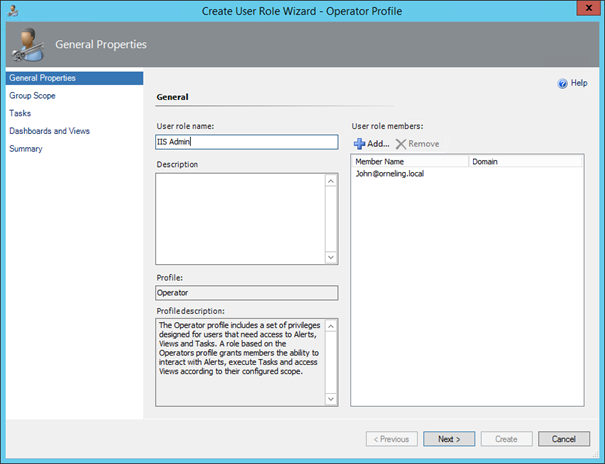 Create User Role Wizard - Operator Profile
x
General Properties
General Properties
Group Scope
Tasks
Dashboards and Views
Summary
Help
General
User role name:
IIS Admin
Description
Profile:
Operator
Profile description:
The Operator profile includes a set of privileges
designed for users that need access to Alerts,
Views and Tasks. A role based on the
Operators profile grants members the ability to
interact with Alerts, execute Tasks and access
Views according to their configured scope.
User role members:
Add... Remove
Member Name Domain
John@orneling.local
< Previous Next > Create Cancel